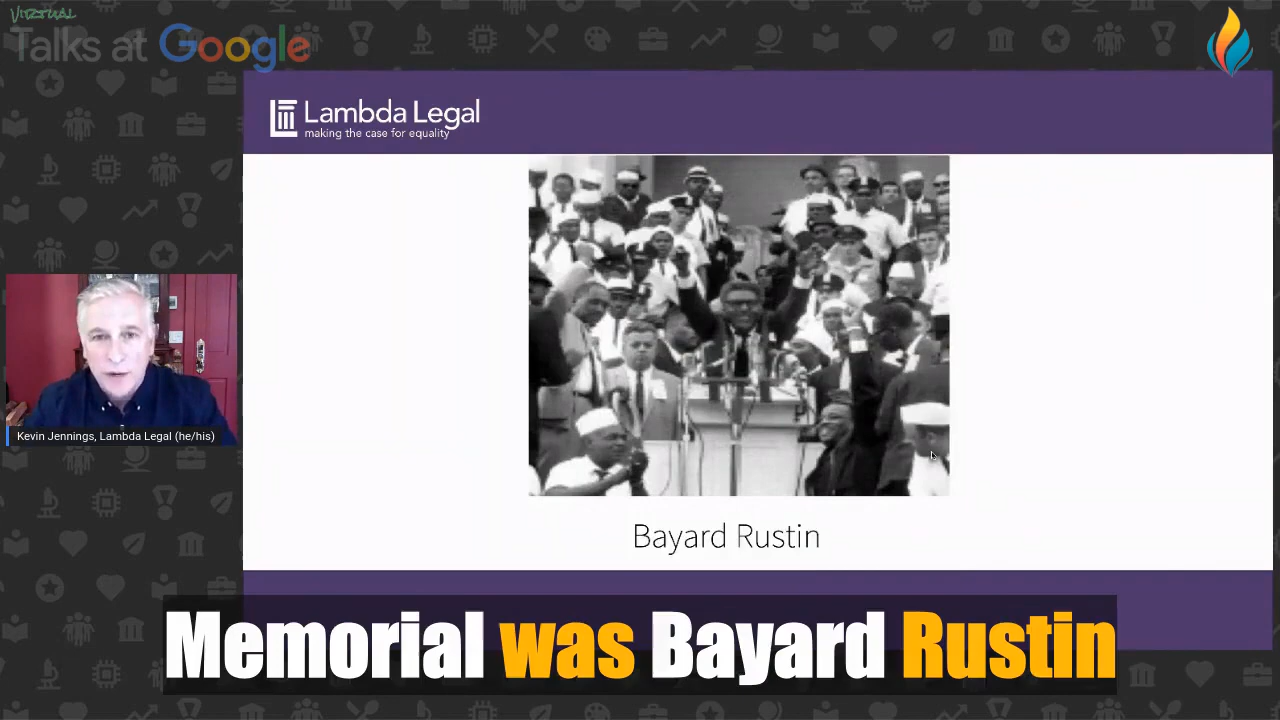 VIRTUAL
Talks at Google
Lambda Legal
making the case for equality
Kevin Jennings, Lambda Legal (he/his)
Bayard Rustin
Memorial was Bayard Rustin